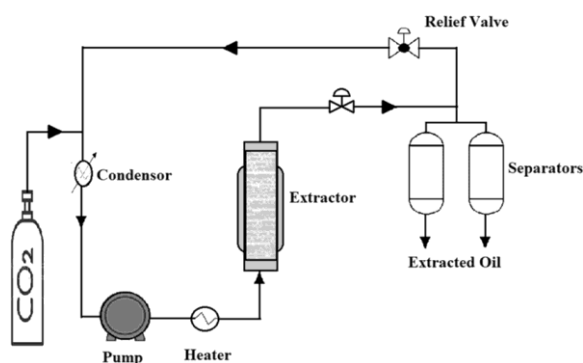 Relief Valve
Condensor
Extractor
Separators
CO2
Extracted Oil
Pump
Heater